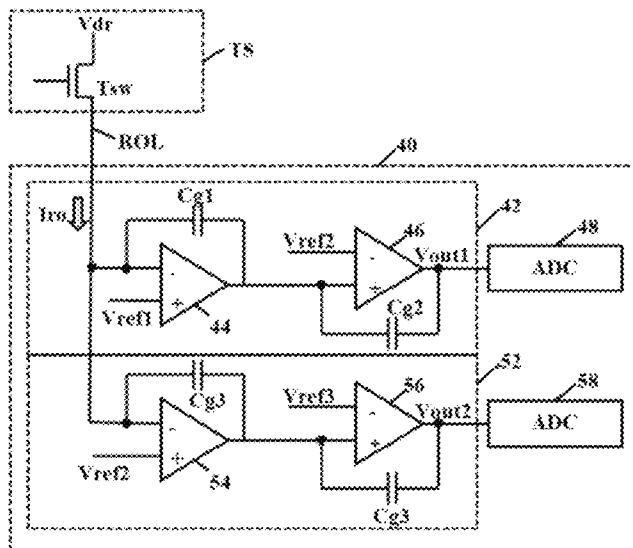 Vdr
TS
Tsw
ROL
40
Iro
Cg1
42
46
48
Vref2
Vout1
ADC
-
-
+
+
Vref1
44
Cg2
52
Cg3
56
58
Vref3
Vout2
ADC
-
-
+
+
Vref2
54
Cg3